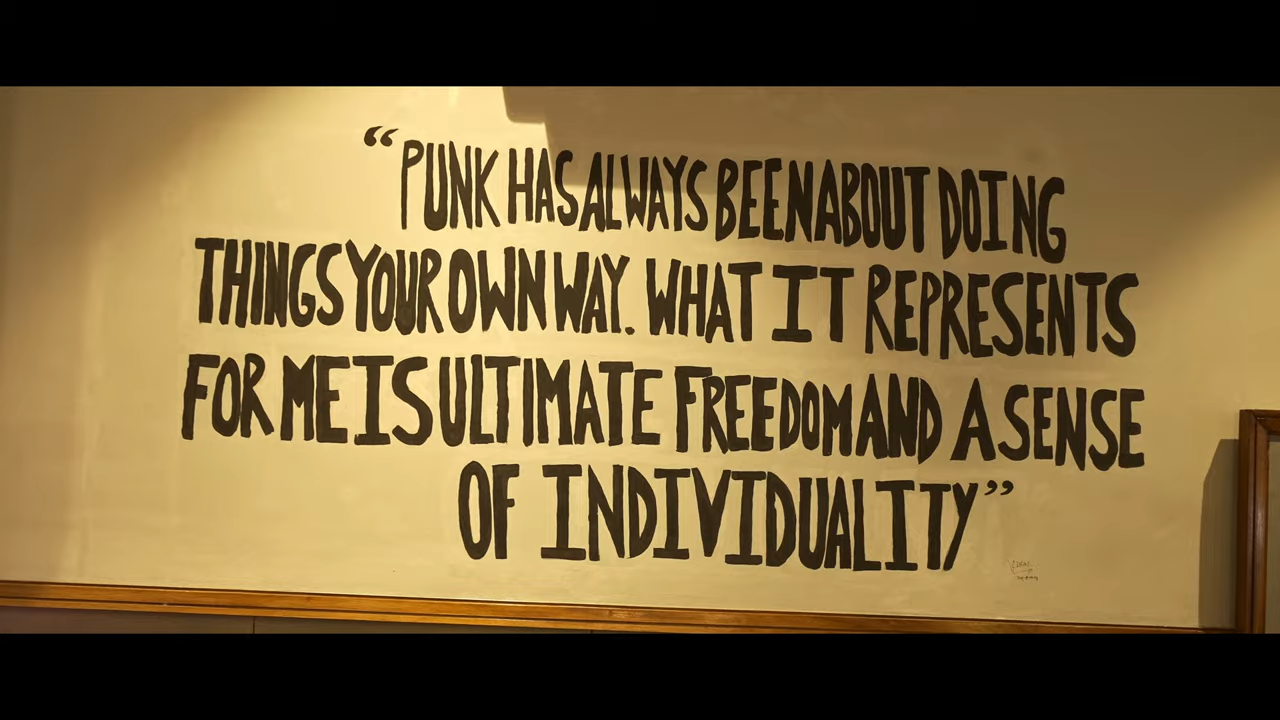 “PUNK HAS ALWAYS BEEN ABOUT DOING
THINGS YOUR OWN WAY. WHAT IT REPRESENTS
FOR ME IS ULTIMATE FREEDOM AND A SENSE
OF INDIVIDUALITY”